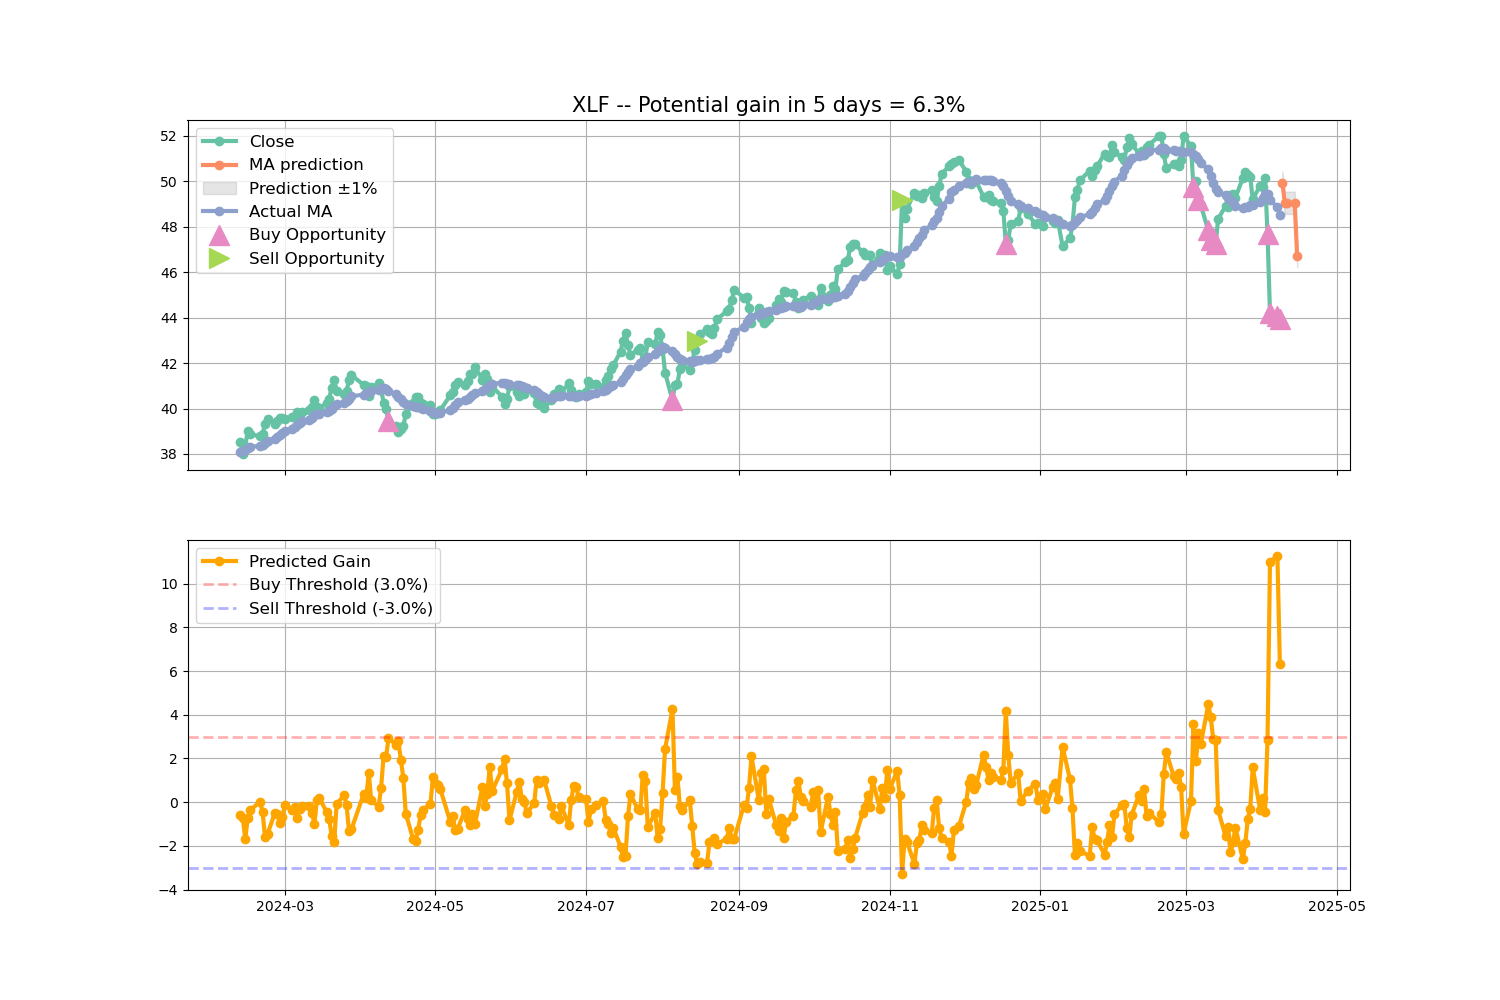 XLF -- Potential gain in 5 days = 6.3%
52
50
48
46
44
42
40
38
Close
MA prediction
Prediction ±1%
Actual MA
Buy Opportunity
Sell Opportunity
10
8
6
4
2
0
−2
−4
Predicted Gain
Buy Threshold (3.0%)
Sell Threshold (-3.0%)
2024-03
2024-05
2024-07
2024-09
2024-11
2025-01
2025-03
2025-05